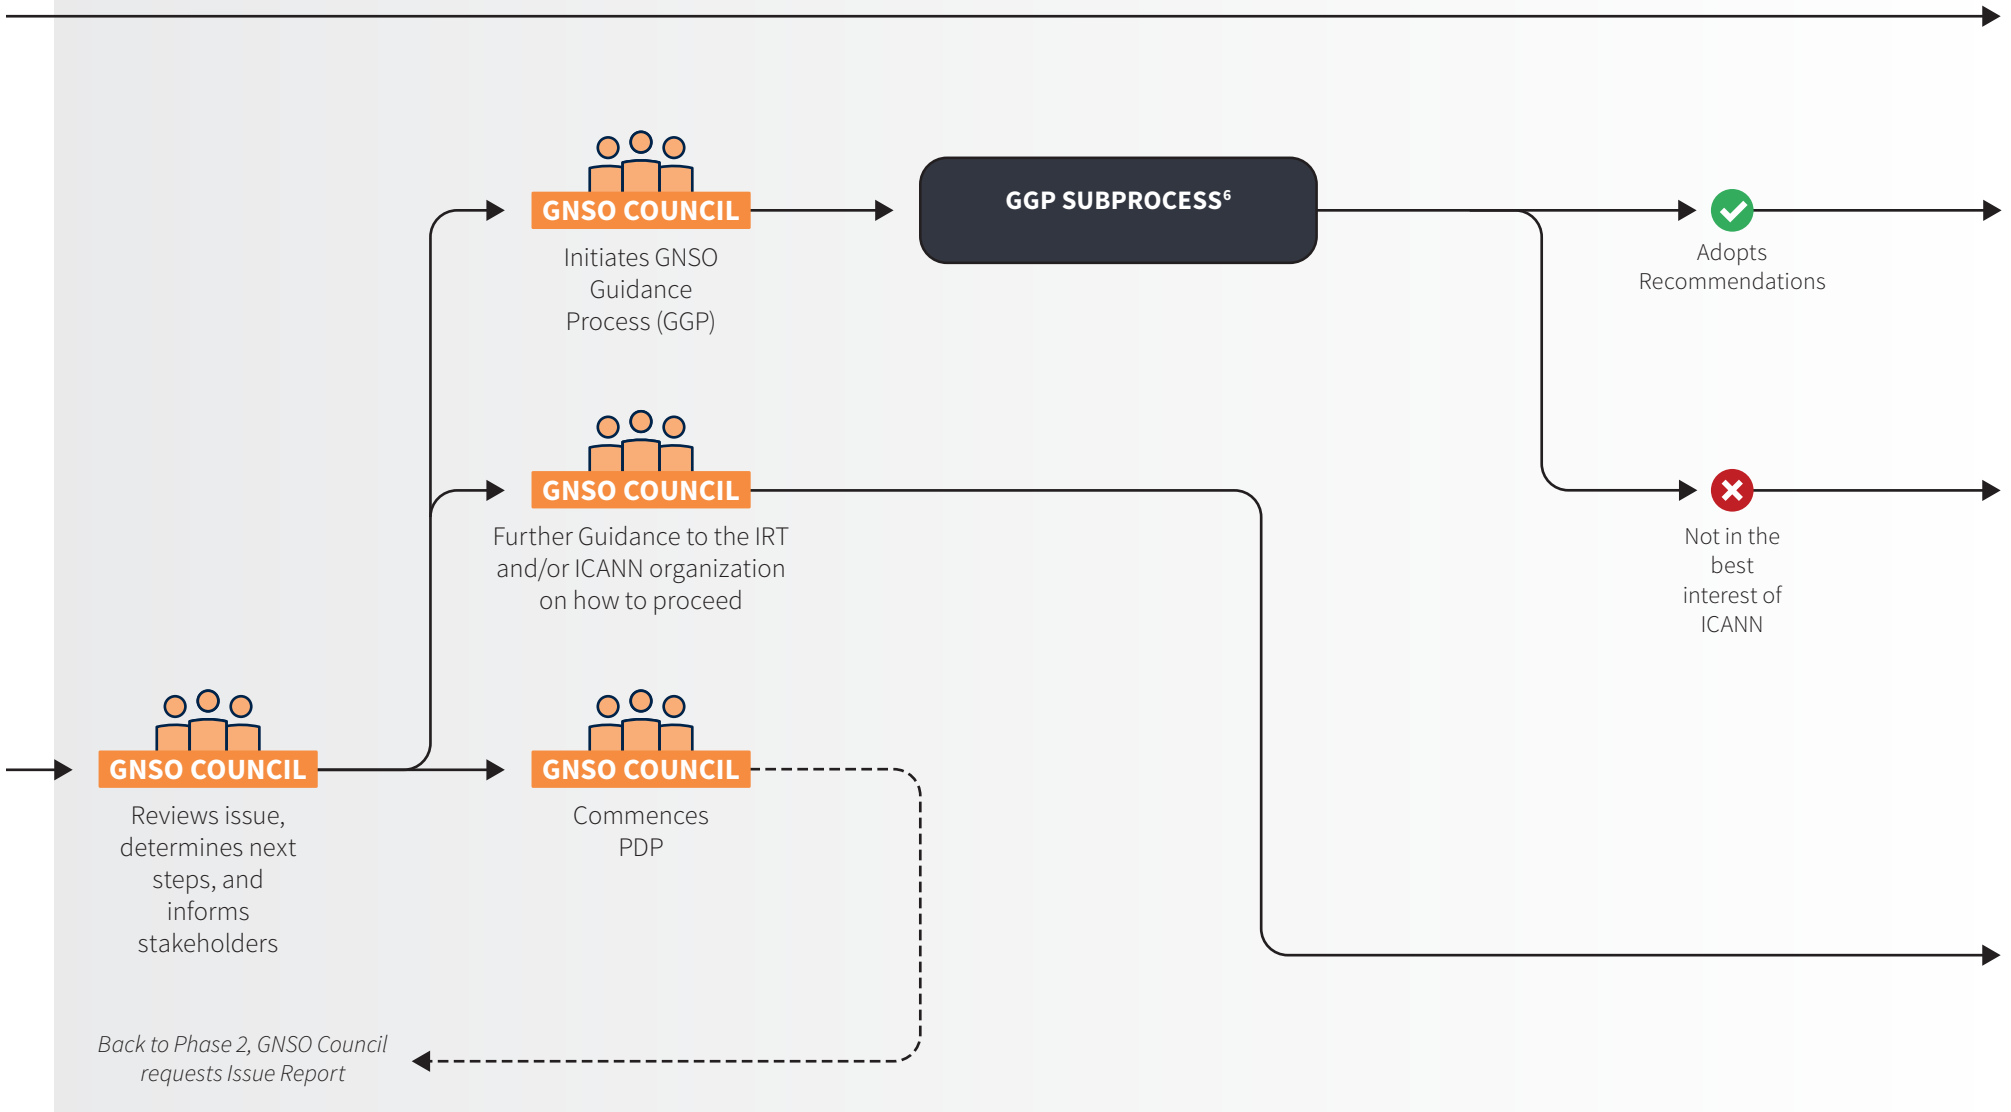 GNSO COUNCIL
Initiates GNSO
Guidance
Process (GGP)
GGP SUBPROCESS⁶
Adopts
Recommendations
GNSO COUNCIL
Further Guidance to the IRT
and/or ICANN organization
on how to proceed
Not in the
best
interest of
ICANN
GNSO COUNCIL
Reviews issue,
determines next
steps, and
informs
stakeholders
GNSO COUNCIL
Commences
PDP
Back to Phase 2, GNSO Council
requests Issue Report